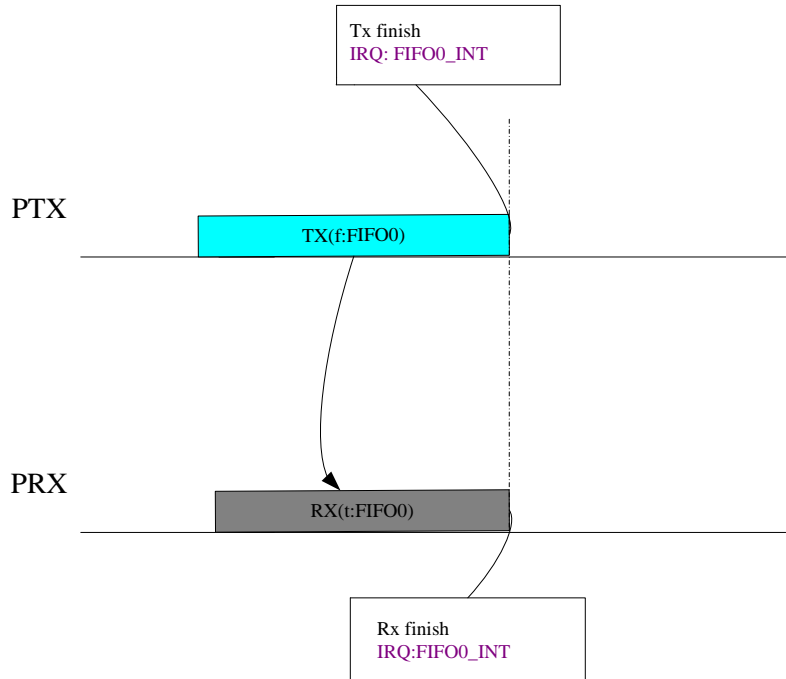 Tx finish
IRQ: FIFO0_INT
PTX
TX(f:FIFO0)
PRX
RX(t:FIFO0)
Rx finish
IRQ:FIFO0_INT